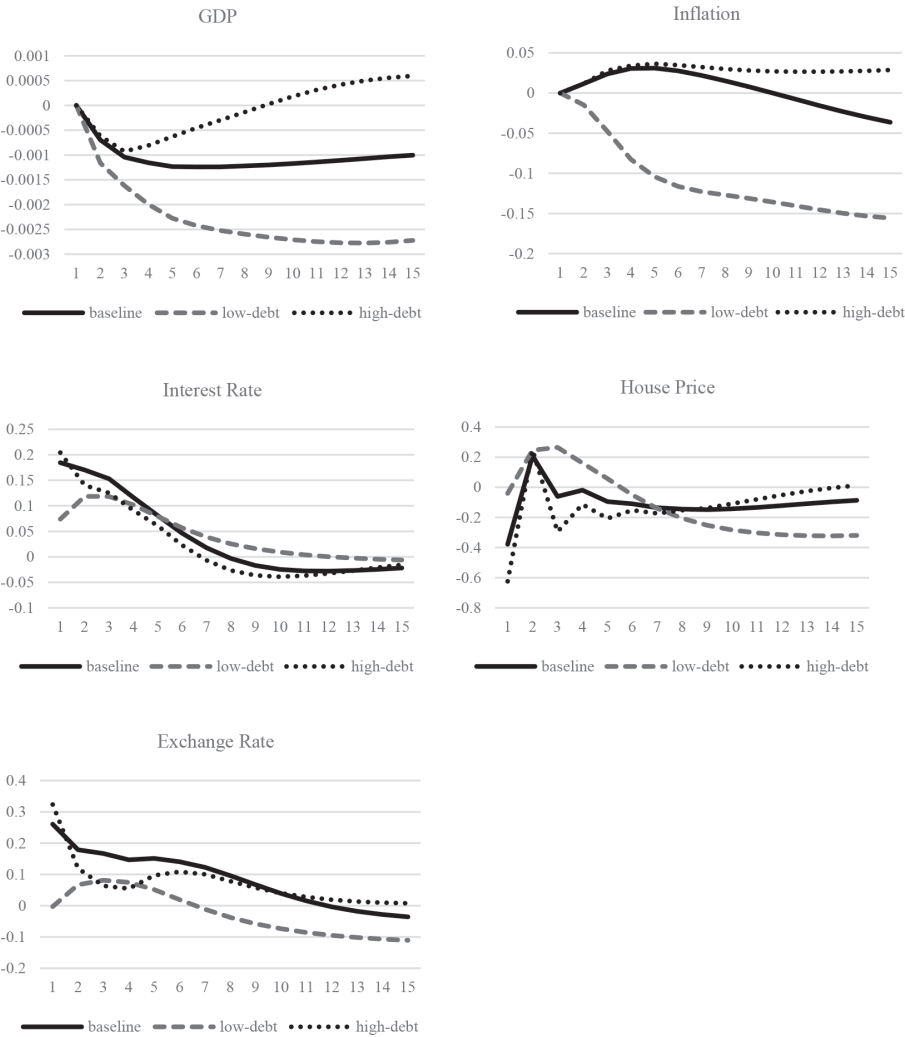 GDP
0.001
0.0005
0
-0.0005
-0.001
-0.0015
-0.002
-0.0025
-0.003
1 2 3 4 5 6 7 8 9 10 11 12 13 14 15
baseline low-debt high-debt
Inflation
0.05
0
-0.05
-0.1
-0.15
-0.2
1 2 3 4 5 6 7 8 9 10 11 12 13 14 15
baseline low-debt high-debt
Interest Rate
0.25
0.2
0.15
0.1
0.05
0
-0.05
-0.1
1 2 3 4 5 6 7 8 9 10 11 12 13 14 15
baseline low-debt high-debt
House Price
0.4
0.2
0
-0.2
-0.4
-0.6
-0.8
1 2 3 4 5 6 7 8 9 10 11 12 13 14 15
baseline low-debt high-debt
Exchange Rate
0.4
0.3
0.2
0.1
0
-0.1
-0.2
1 2 3 4 5 6 7 8 9 10 11 12 13 14 15
baseline low-debt high-debt